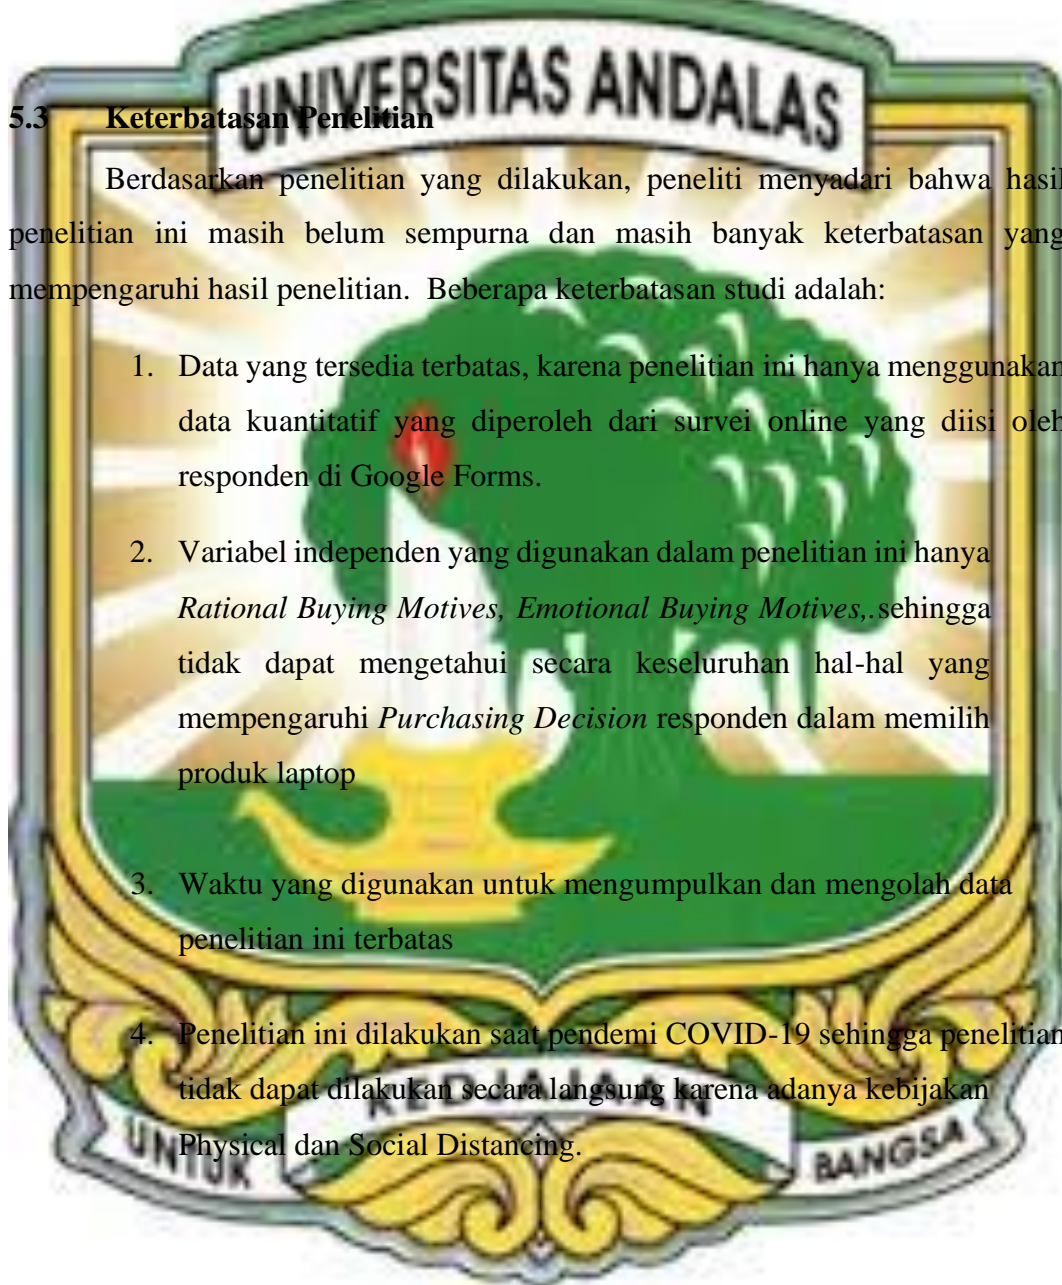 UNIVERSITAS ANDALAS
5.3 Keterbatasan Penelitian
Berdasarkan penelitian yang dilakukan, peneliti menyadari bahwa hasil
penelitian ini masih belum sempurna dan masih banyak keterbatasan yang
mempengaruhi hasil penelitian. Beberapa keterbatasan studi adalah:
1. Data yang tersedia terbatas, karena penelitian ini hanya menggunakan
data kuantitatif yang diperoleh dari survei online yang diisi oleh
responden di Google Forms.
2. Variabel independen yang digunakan dalam penelitian ini hanya
Rational Buying Motives, Emotional Buying Motives,.sehingga
tidak dapat mengetahui secara keseluruhan hal-hal yang
mempengaruhi Purchasing Decision responden dalam memilih
produk laptop
3. Waktu yang digunakan untuk mengumpulkan dan mengolah data
penelitian ini terbatas
4. Penelitian ini dilakukan saat pendemi COVID-19 sehingga penelitian
tidak dapat dilakukan secara langsung karena adanya kebijakan
Physical dan Social Distancing.
UNTUK KEDJAJAAN BANGSA